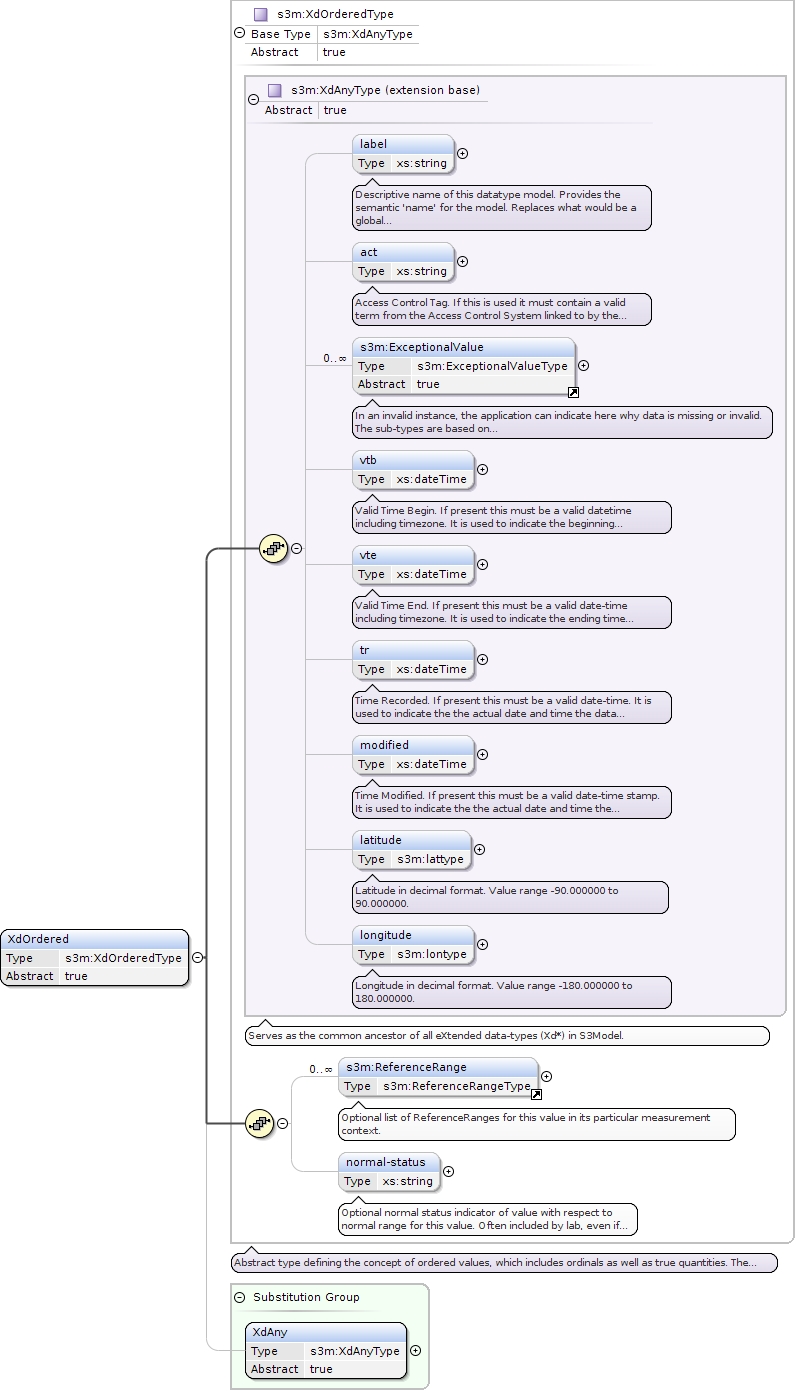 s3m:XdOrderedType
Base Type s3m:XdAnyType
Abstract true
s3m:XdAnyType (extension base)
Abstract true
label
Type xs:string
Descriptive name of this datatype model. Provides the
semantic 'name' for the model. Replaces what would be a
global...
act
Type xs:string
Access Control Tag. If this is used it must contain a valid
term from the Access Control System linked to by the...
0..∞
s3m:ExceptionalValue
Type s3m:ExceptionalValueType
Abstract true
In an invalid instance, the application can indicate here why data is missing or invalid.
The sub-types are based on...
vtb
Type xs:dateTime
Valid Time Begin. If present this must be a valid datetime
including timezone. It is used to indicate the beginning...
vte
Type xs:dateTime
Valid Time End. If present this must be a valid date-time
including timezone. It is used to indicate the ending time...
tr
Type xs:dateTime
Time Recorded. If present this must be a valid date-time. It is
used to indicate the the actual date and time the data...
modified
Type xs:dateTime
Time Modified. If present this must be a valid date-time stamp.
It is used to indicate the the actual date and time the...
latitude
Type s3m:lattype
Latitude in decimal format. Value range -90.000000 to
90.000000.
longitude
Type s3m:lontype
Longitude in decimal format. Value range -180.000000 to
180.000000.
XdOrdered
Type s3m:XdOrderedType
Abstract true
Serves as the common ancestor of all eXtended data-types (Xd*) in S3Model.
0..∞
s3m:ReferenceRange
Type s3m:ReferenceRangeType
Optional list of ReferenceRanges for this value in its particular measurement
context.
normal-status
Type xs:string
Optional normal status indicator of value with respect to
normal range for this value. Often included by lab, even if...
Abstract type defining the concept of ordered values, which includes ordinals as well as true quantities. The...
Substitution Group
XdAny
Type s3m:XdAnyType
Abstract true